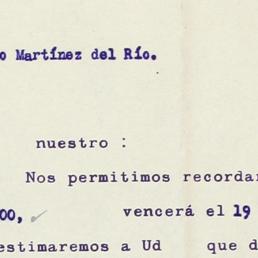 o Martínez del Río.
nuestro :
Nos permitimos recordar
00, vencerá el 19
estimaremos a Ud que d